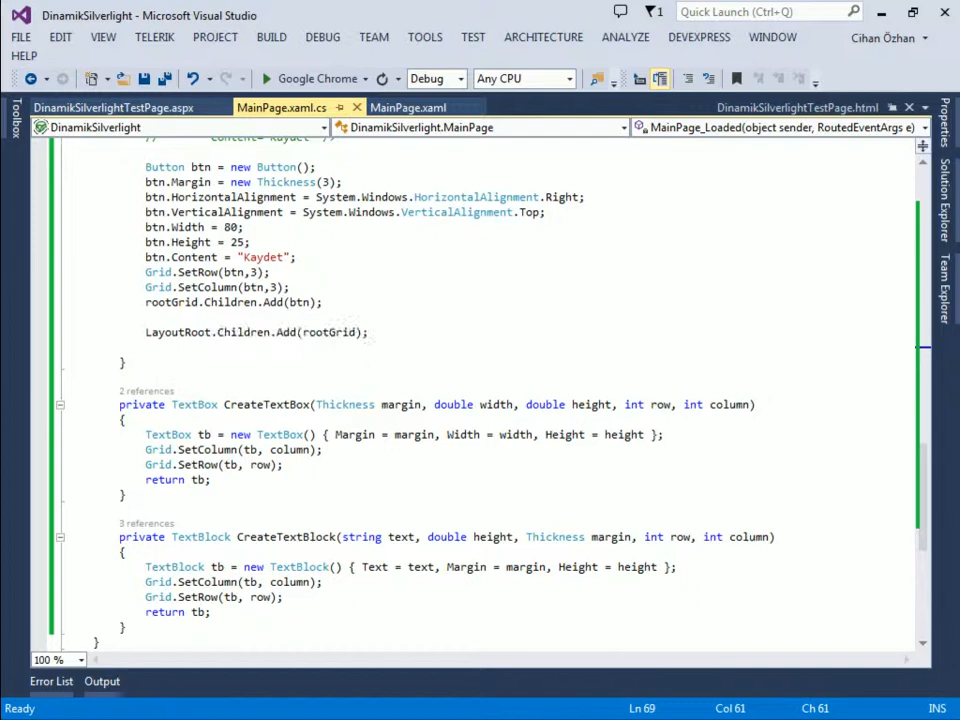 DinamikSilverlight - Microsoft Visual Studio
1
Quick Launch (Ctrl+Q)
FILE EDIT VIEW TELERIK PROJECT BUILD DEBUG TEAM TOOLS TEST ARCHITECTURE ANALYZE DEVEXPRESS WINDOW
Cihan Özhan
HELP
Google Chrome
Debug
Any CPU
Toolbox
DinamikSilverlightTestPage.aspx
MainPage.xaml.cs
MainPage.xaml
DinamikSilverlightTestPage.html
DinamikSilverlight
DinamikSilverlight.MainPage
MainPage_Loaded(object sender, RoutedEventArgs e)
Properties
Solution Explorer
Team Explorer
Button btn = new Button();
btn.Margin = new Thickness(3);
btn.HorizontalAlignment = System.Windows.HorizontalAlignment.Right;
btn.VerticalAlignment = System.Windows.VerticalAlignment.Top;
btn.Width = 80;
btn.Height = 25;
btn.Content = "Kaydet";
Grid.SetRow(btn,3);
Grid.SetColumn(btn,3);
rootGrid.Children.Add(btn);
LayoutRoot.Children.Add(rootGrid);
}
2 references
private TextBox CreateTextBox(Thickness margin, double width, double height, int row, int column)
{
TextBox tb = new TextBox() { Margin = margin, Width = width, Height = height };
Grid.SetColumn(tb, column);
Grid.SetRow(tb, row);
return tb;
}
3 references
private TextBlock CreateTextBlock(string text, double height, Thickness margin, int row, int column)
{
TextBlock tb = new TextBlock() { Text = text, Margin = margin, Height = height };
Grid.SetColumn(tb, column);
Grid.SetRow(tb, row);
return tb;
}
}
100 %
Error List Output
Ready
Ln 69 Col 61 Ch 61 INS